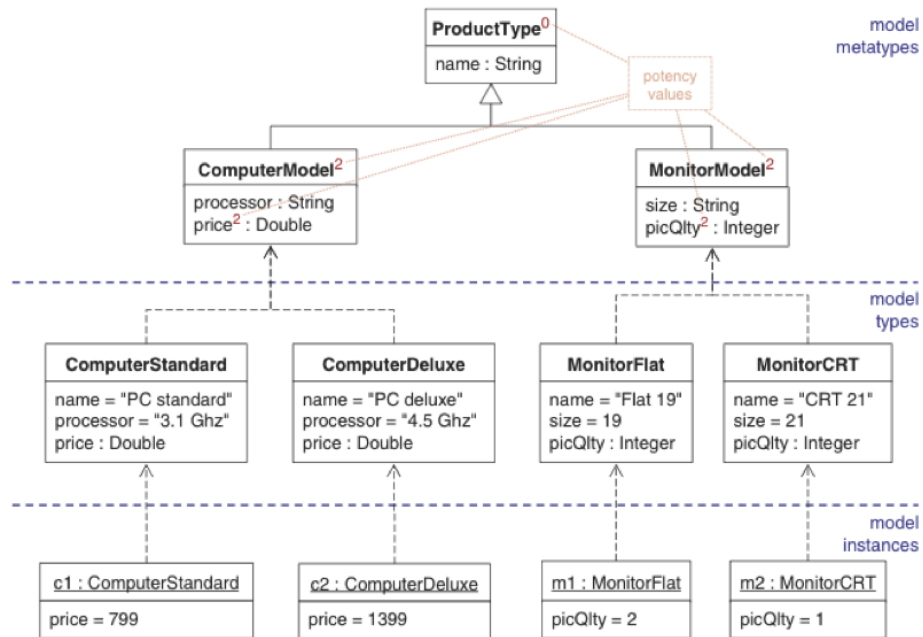 ProductType0
name : String
model
metatypes
potency
values
ComputerModel2
processor : String
price2 : Double
MonitorModel2
size : String
picQlty2 : Integer
model
types
ComputerStandard
name = "PC standard"
processor = "3.1 Ghz"
price : Double
ComputerDeluxe
name = "PC deluxe"
processor = "4.5 Ghz"
price : Double
MonitorFlat
name = "Flat 19"
size = 19
picQlty : Integer
MonitorCRT
name = "CRT 21"
size = 21
picQlty : Integer
model
instances
c1 : ComputerStandard
price = 799
c2 : ComputerDeluxe
price = 1399
m1 : MonitorFlat
picQlty = 2
m2 : MonitorCRT
picQlty = 1